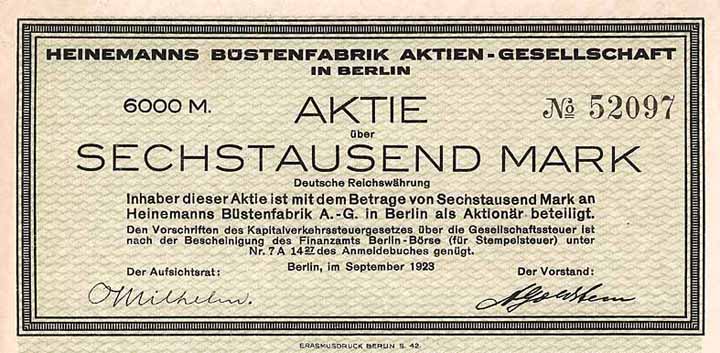 HEINEMANNS BÜSTENFABRIK AKTIEN-GESELLSCHAFT
IN BERLIN
6000 M. AKTIE № 52097
über
SECHSTAUSEND MARK
Deutsche Reichswährung
Inhaber dieser Aktie ist mit dem Betrage von Sechstausend Mark an
Heinemanns Büstenfabrik A.-G. in Berlin als Aktionär beteiligt.
Den Vorschriften des Kapitalverkehrssteuergesetzes über die Gesellschaftssteuer ist
nach der Bescheinigung des Finanzamts Berlin-Börse (für Stempelsteuer) unter
Nr. 7 A 14 des Anmeldebuches genügt.
Berlin, im September 1923
Der Aufsichtsrat: Der Vorstand:
ERASMUSDRUCK BERLIN S. 42.